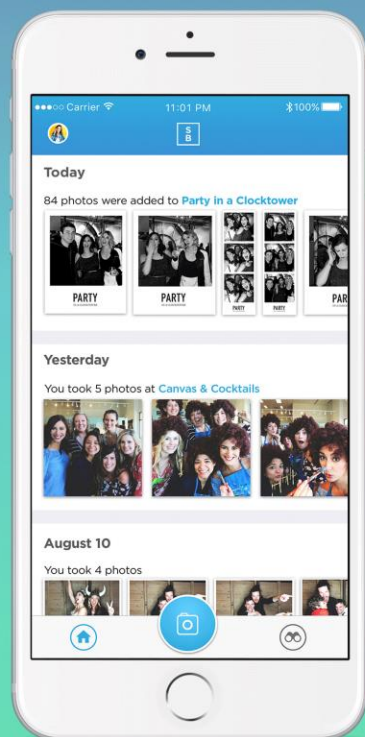 Carrier 11:01 PM 100%
S
B
Today
84 photos were added to Party in a Clocktower
PARTY PARTY PARTY PARTY PAR
Yesterday
You took 5 photos at Canvas & Cocktails
August 10
You took 4 photos